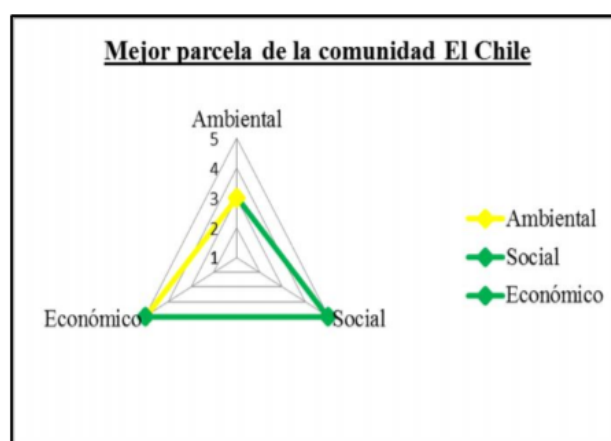 Mejor parcela de la comunidad El Chile
Ambiental
5
4
3
2
1
Económico
Social
Ambiental
Social
Económico